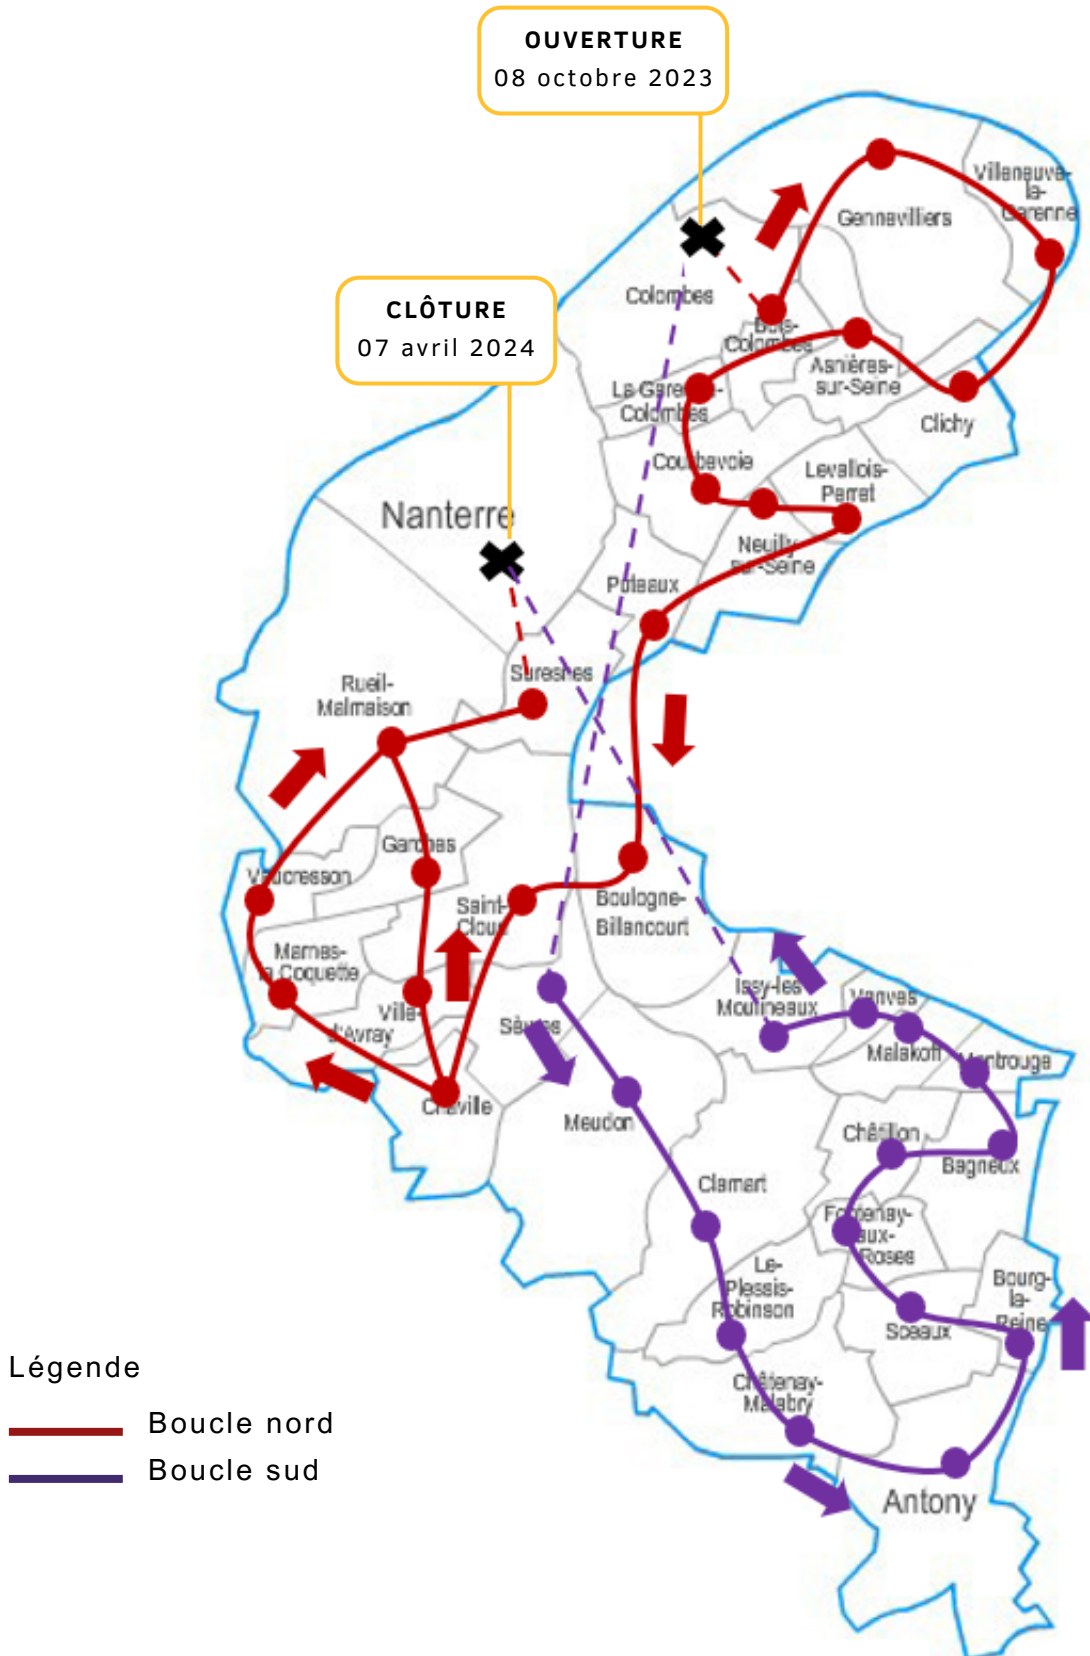 OUVERTURE
08 octobre 2023
CLÔTURE
07 avril 2024
Villeneuve-
la-
Garenne
Gennevilliers
Colombes
Bois-
Colombes
Asnières-
sur-Seine
La Garenne-
Colombes
Clichy
Courbevoie
Levallois-
Perret
Nanterre
Neuilly
sur-Seine
Puteaux
Suresnes
Rueil-
Malmaison
Garches
Vaucresson
Saint-
Cloud
Boulogne-
Billancourt
Marnes-
la Coquette
Ville-
d'Avray
Sèvres
Issy-les
Moulineaux
Vanves
Malakoff
Montrouge
Chaville
Meudon
Châtillon
Bagneux
Clamart
Fontenay-
aux-
Roses
Le-
Plessis-
Robinson
Bourg-
la-
Reine
Sceaux
Châtenay-
Malabry
Antony
Légende
Boucle nord
Boucle sud